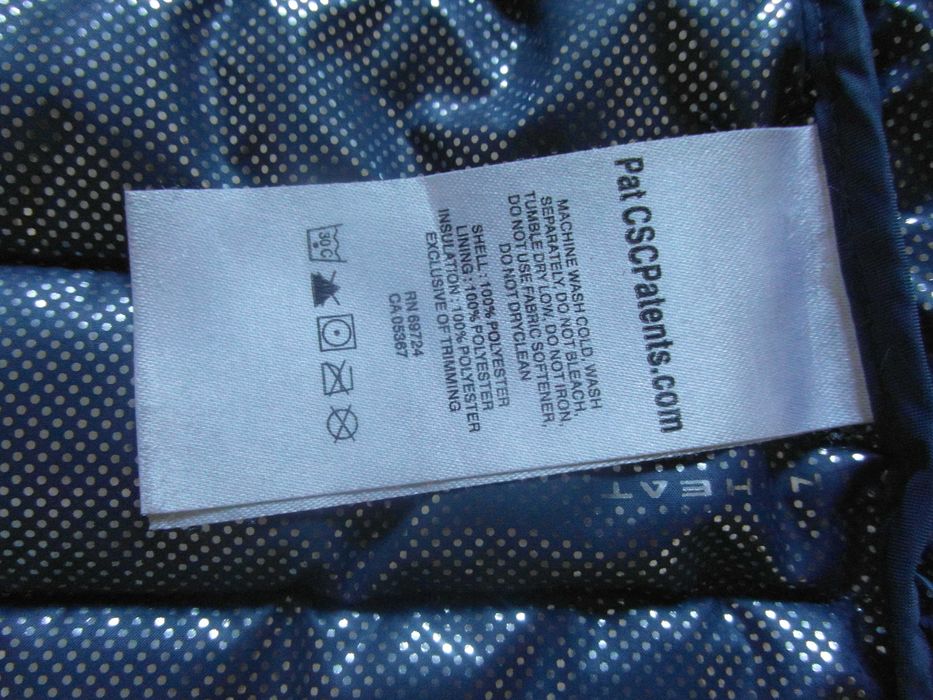 Pat CSCPatents.com
MACHINE WASH COLD, WASH
SEPARATELY, DO NOT BLEACH,
TUMBLE DRY LOW, DO NOT IRON,
DO NOT USE FABRIC SOFTENER,
DO NOT DRYCLEAN
SHELL : 100% POLYESTER
LINING : 100% POLYESTER
INSULATION : 100% POLYESTER
EXCLUSIVE OF TRIMMING
RN 69724
CA 05367
30C